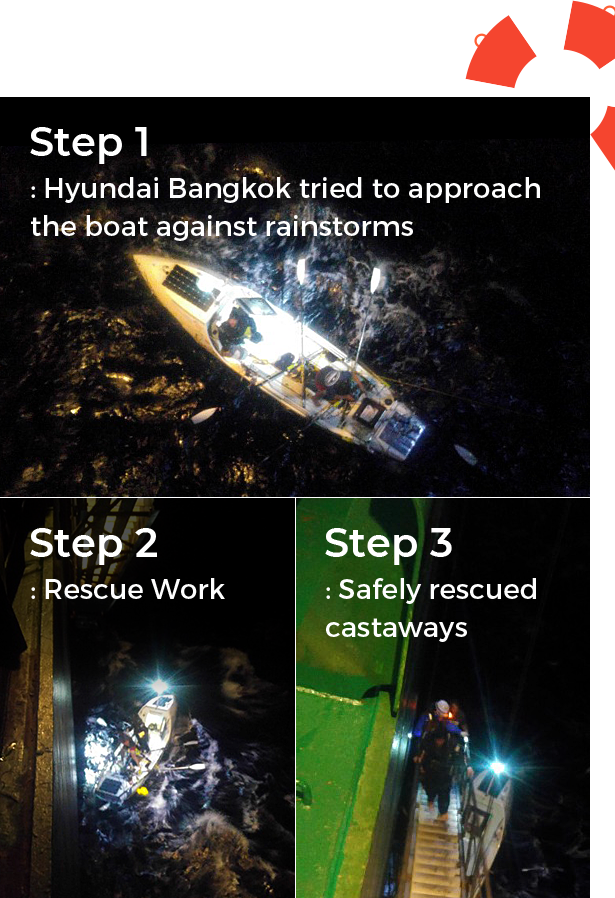 Step 1
: Hyundai Bangkok tried to approach
the boat against rainstorms
Step 2
: Rescue Work
Step 3
: Safely rescued
castaways